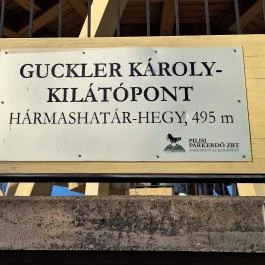 GUCKLER KÁROLY-
KILÁTÓPONT
HÁRMASHATÁR-HEGY, 495 m
PILISI
PARKERDŐ ZRT.